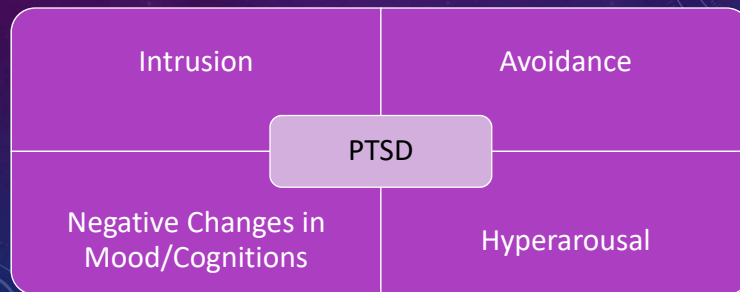 Intrusion
Avoidance
PTSD
Negative Changes in
Mood/Cognitions
Hyperarousal